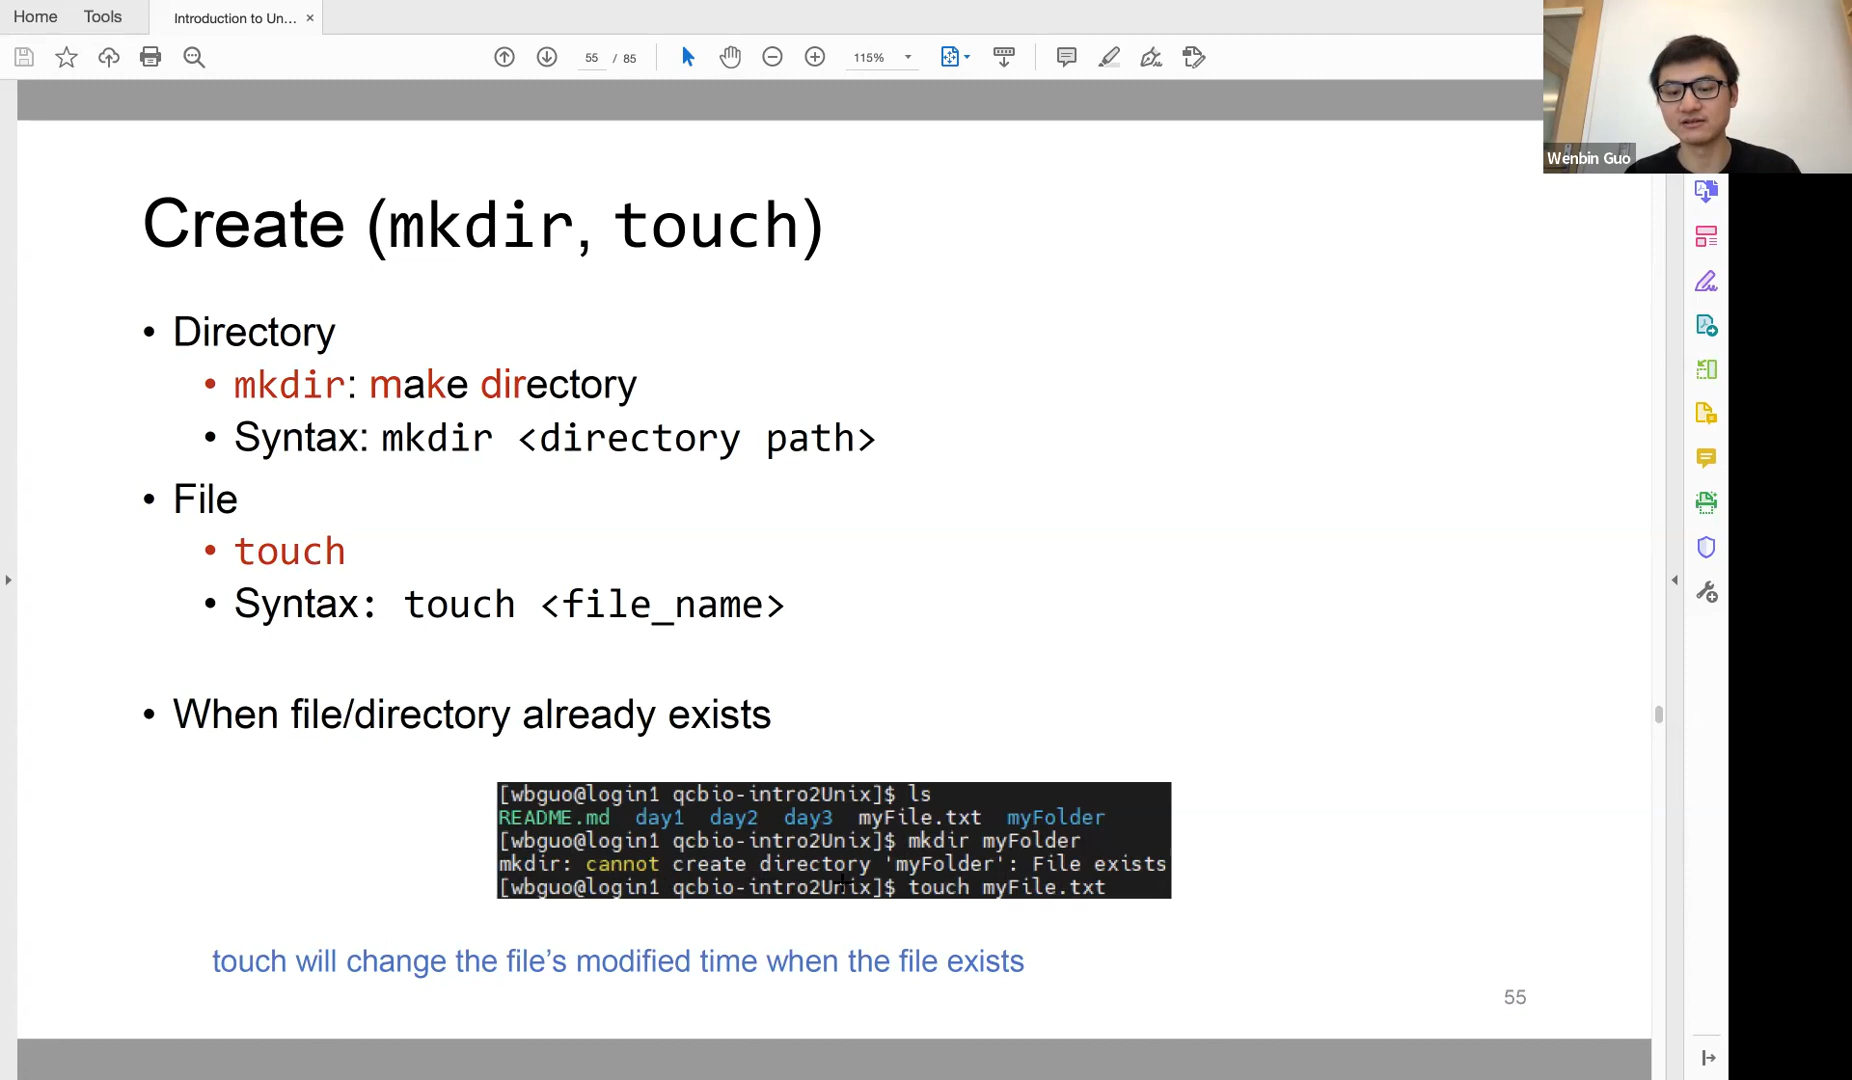 Home Tools Introduction to Un... ×
55 / 85 115%
Wenbin Guo
Create (mkdir, touch)
• Directory
• mkdir: make directory
• Syntax: mkdir <directory path>
• File
• touch
• Syntax: touch <file_name>
• When file/directory already exists
[wbguo@login1 qcbio-intro2Unix]$ ls
README.md day1 day2 day3 myFile.txt myFolder
[wbguo@login1 qcbio-intro2Unix]$ mkdir myFolder
mkdir: cannot create directory 'myFolder': File exists
[wbguo@login1 qcbio-intro2Unix]$ touch myFile.txt
touch will change the file’s modified time when the file exists
55